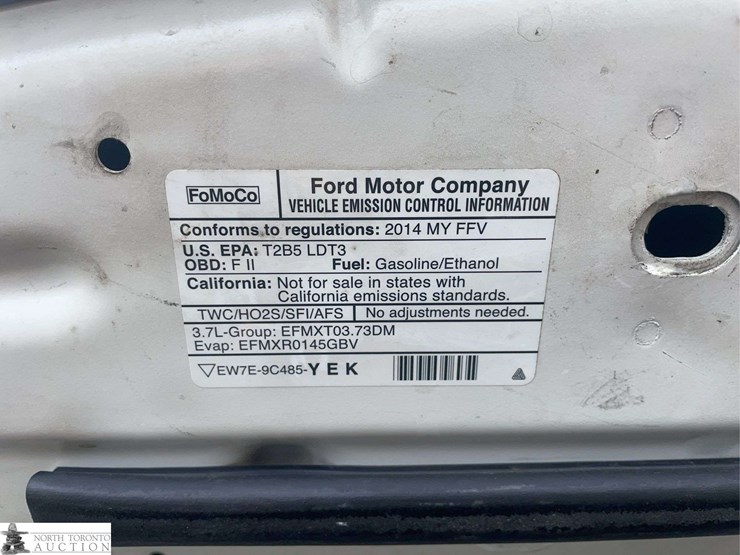 FoMoCo
Ford Motor Company
VEHICLE EMISSION CONTROL INFORMATION
Conforms to regulations: 2014 MY FFV
U.S. EPA: T2B5 LDT3
OBD: F II Fuel: Gasoline/Ethanol
California: Not for sale in states with
California emissions standards.
TWC/HO2S/SFI/AFS No adjustments needed.
3.7L-Group: EFMXT03.73DM
Evap: EFMXR0145GBV
EW7E-9C485-Y E K
NORTH TORONTO
AUCTION